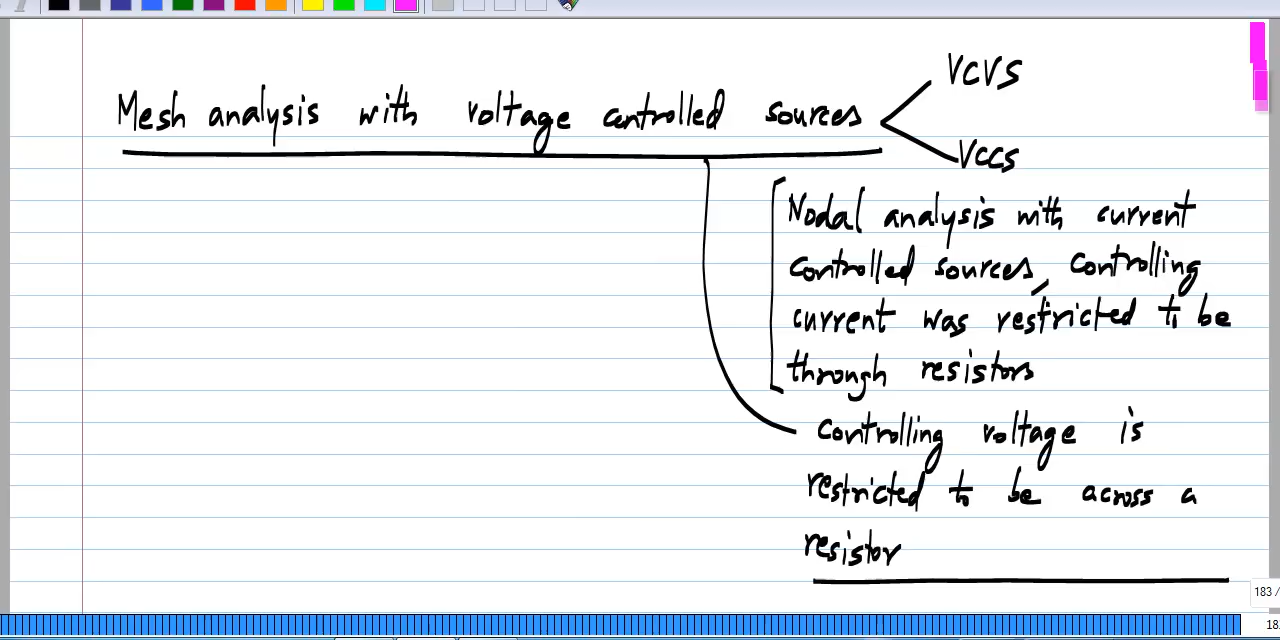 VCVS
Mesh analysis with voltage controlled sources
VCCS
Nodal analysis with current
controlled sources, controlling
current was restricted to be
through resistors
Controlling voltage is
restricted to be across a
resistor
183 /
18